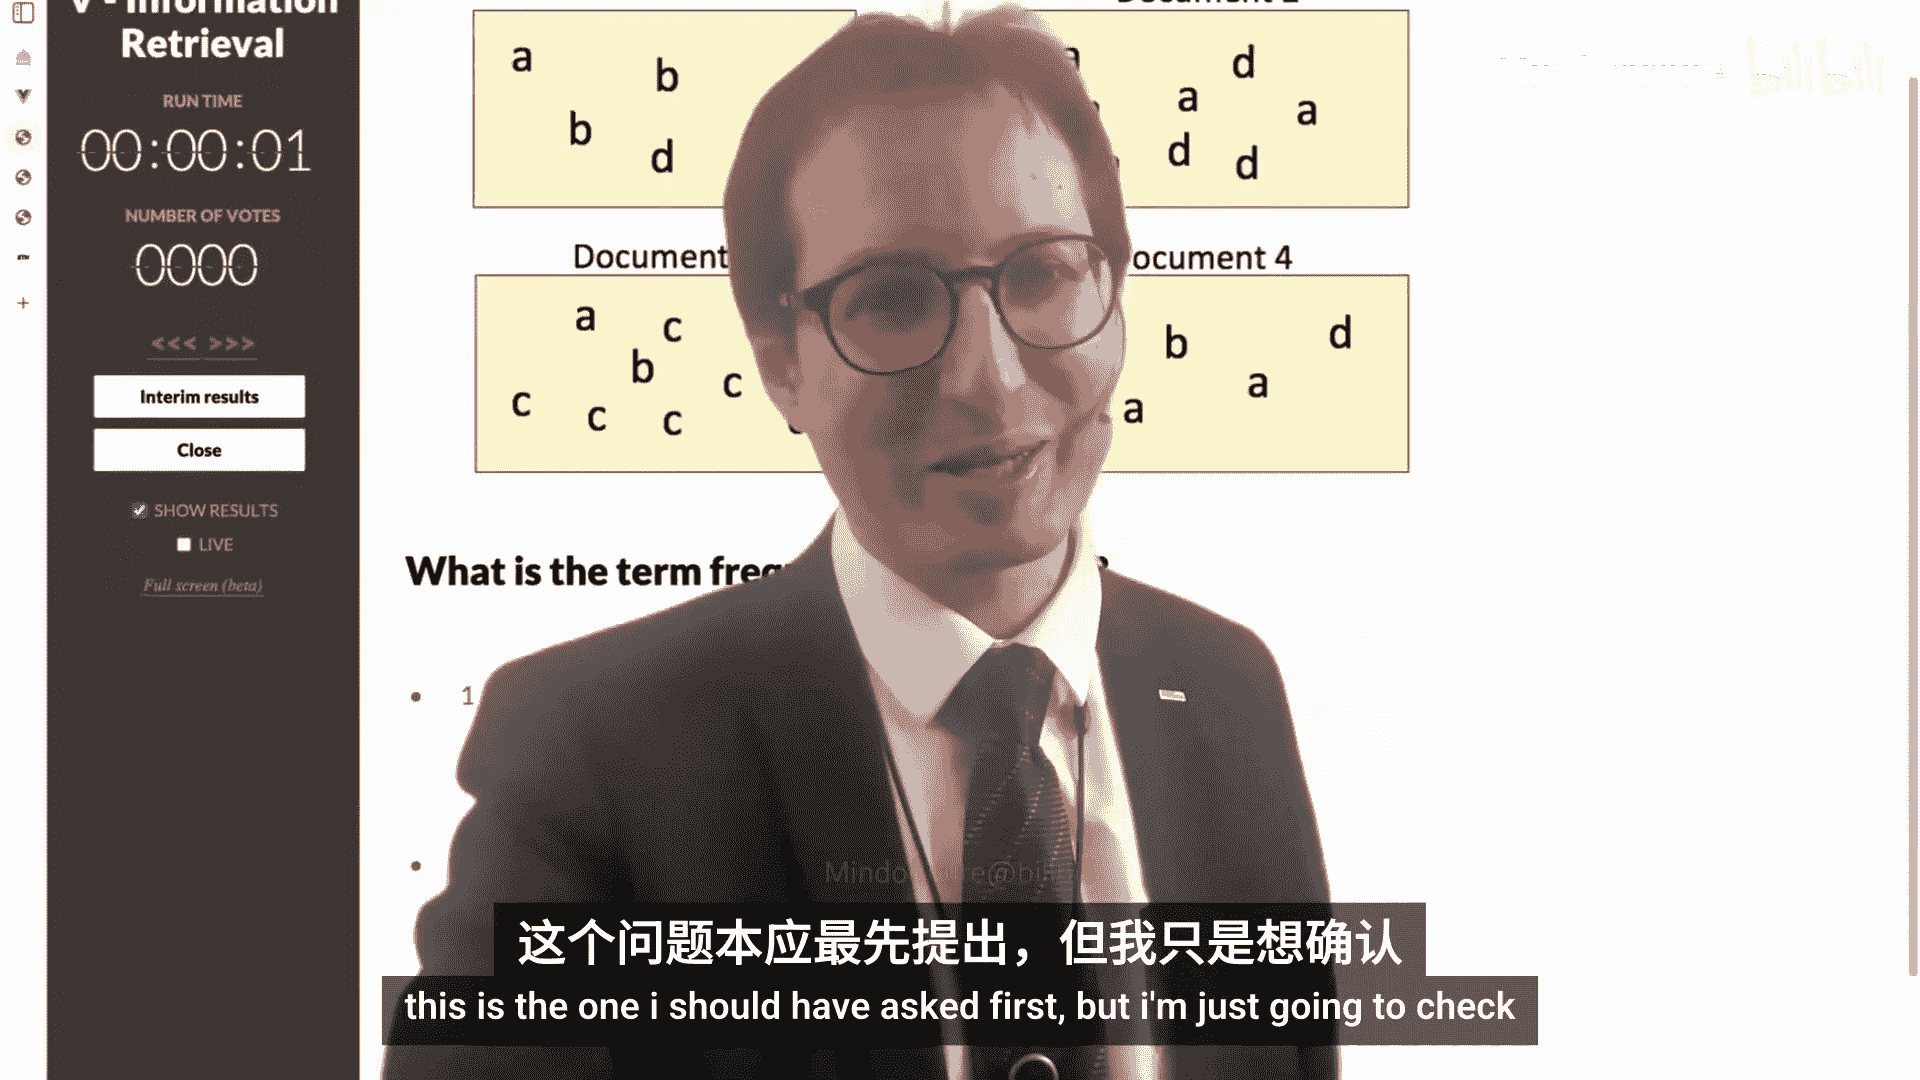 V - Information
Retrieval
RUN TIME
00:00:01
NUMBER OF VOTES
0000
<<< >>>
Interim results
Close
SHOW RESULTS
LIVE
Full screen (beta)
a
b
b
d
d
a
a
d
d
Document
a
c
b
c
c
c
c
ocument 4
b
d
a
a
What is the term
1
bilibili
这个问题本应最先提出，但我只是想确认
this is the one i should have asked first, but i'm just going to check